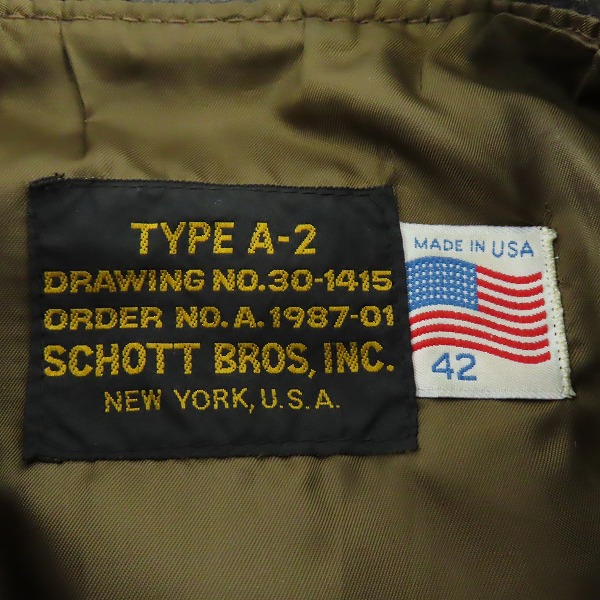 TYPE A-2
DRAWING NO.30-1415
ORDER NO.A.1987-01
SCHOTT BROS, INC.
NEW YORK, U.S.A.
MADE IN USA
42